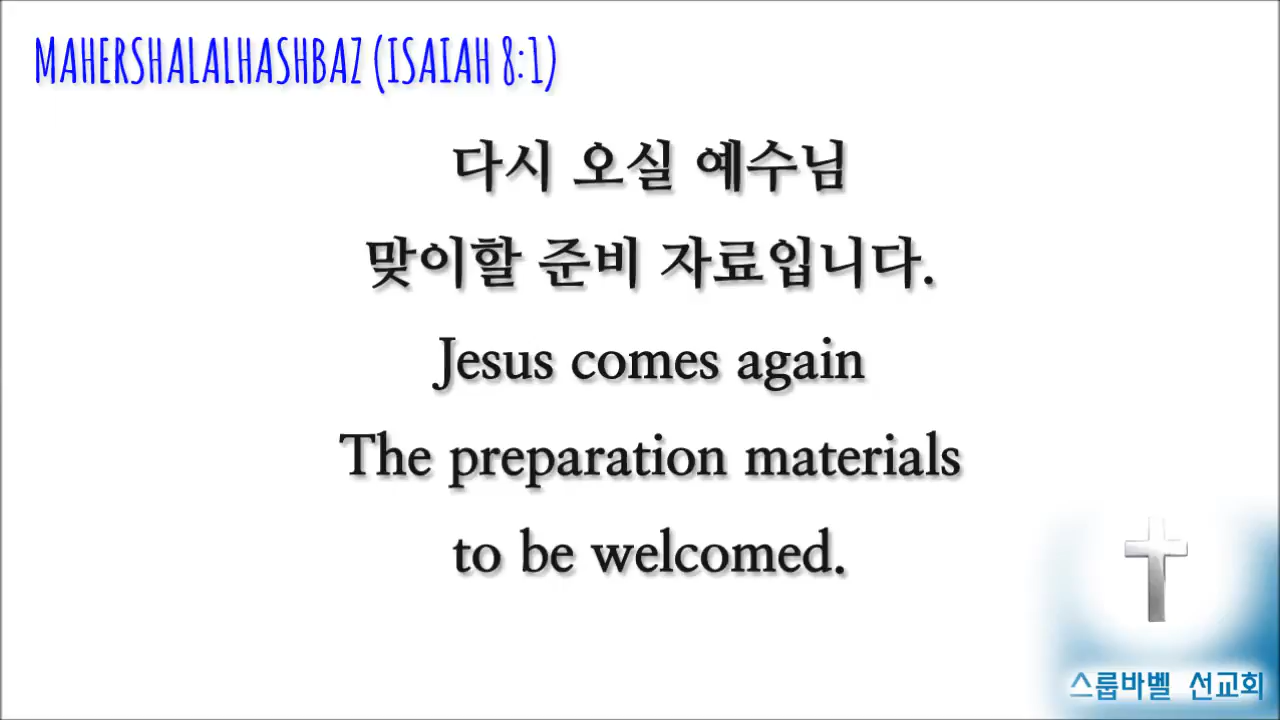 MAHERSHALALHASHBAZ (ISAIAH 8:1)
다시 오실 예수님
맞이할 준비 자료입니다.
Jesus comes again
The preparation materials
to be welcomed.
스룹바벨 선교회